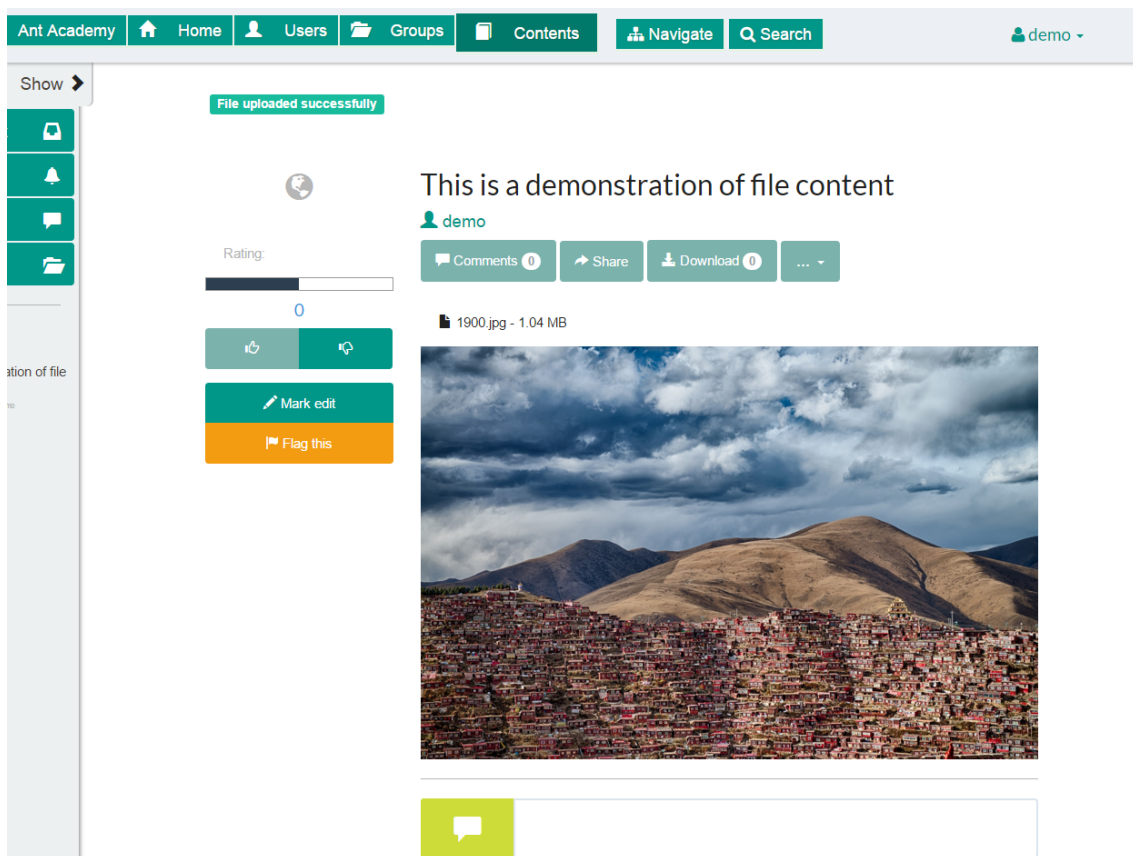 Ant Academy Home Users Groups Contents Navigate Search demo
Show
File uploaded successfully
This is a demonstration of file content
demo
Rating:
Comments 0 Share Download 0 ...
0
1900.jpg - 1.04 MB
ation of file
Mark edit
Flag this